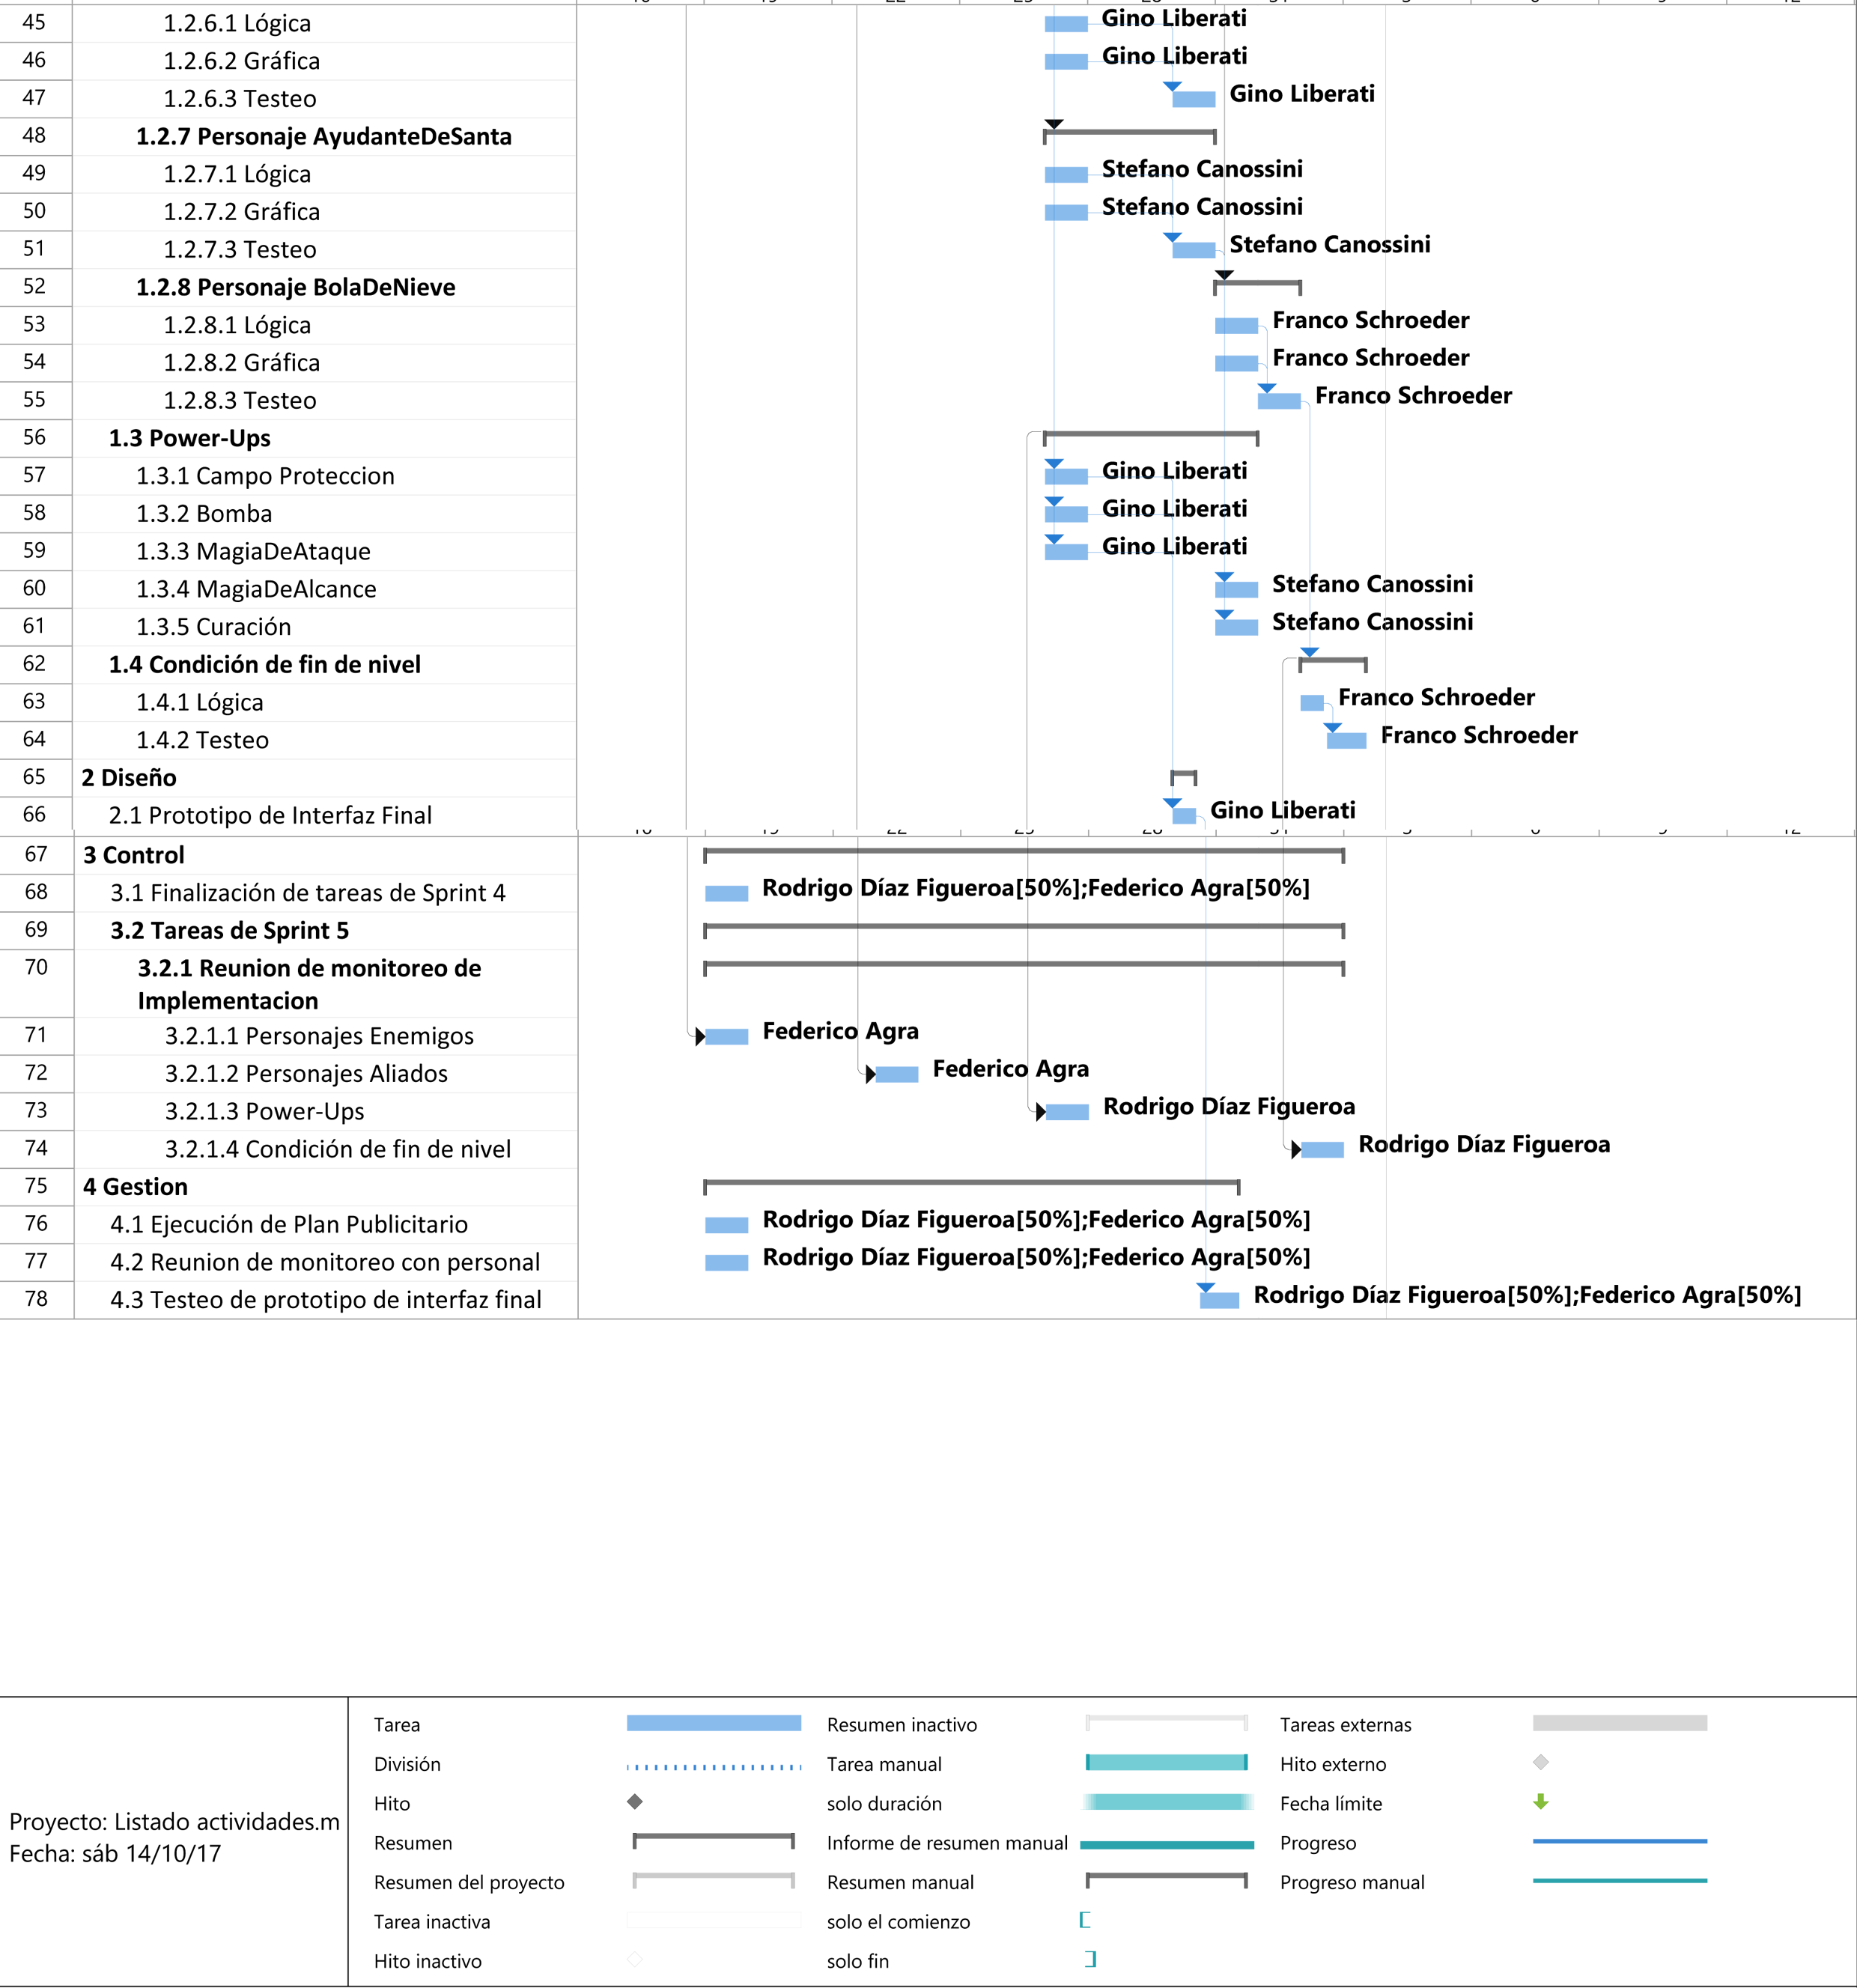 45 1.2.6.1 Lógica Gino Liberati
46 1.2.6.2 Gráfica Gino Liberati
47 1.2.6.3 Testeo Gino Liberati
48 1.2.7 Personaje AyudanteDeSanta
49 1.2.7.1 Lógica Stefano Canossini
50 1.2.7.2 Gráfica Stefano Canossini
51 1.2.7.3 Testeo Stefano Canossini
52 1.2.8 Personaje BolaDeNieve
53 1.2.8.1 Lógica Franco Schroeder
54 1.2.8.2 Gráfica Franco Schroeder
55 1.2.8.3 Testeo Franco Schroeder
56 1.3 Power-Ups
57 1.3.1 Campo Proteccion Gino Liberati
58 1.3.2 Bomba Gino Liberati
59 1.3.3 MagiaDeAtaque Gino Liberati
60 1.3.4 MagiaDeAlcance Stefano Canossini
61 1.3.5 Curación Stefano Canossini
62 1.4 Condición de fin de nivel
63 1.4.1 Lógica Franco Schroeder
64 1.4.2 Testeo Franco Schroeder
65 2 Diseño
66 2.1 Prototipo de Interfaz Final Gino Liberati
67 3 Control
68 3.1 Finalización de tareas de Sprint 4 Rodrigo Díaz Figueroa[50%];Federico Agra[50%]
69 3.2 Tareas de Sprint 5
70 3.2.1 Reunion de monitoreo de
Implementacion
71 3.2.1.1 Personajes Enemigos Federico Agra
72 3.2.1.2 Personajes Aliados Federico Agra
73 3.2.1.3 Power-Ups Rodrigo Díaz Figueroa
74 3.2.1.4 Condición de fin de nivel Rodrigo Díaz Figueroa
75 4 Gestion
76 4.1 Ejecución de Plan Publicitario Rodrigo Díaz Figueroa[50%];Federico Agra[50%]
77 4.2 Reunion de monitoreo con personal Rodrigo Díaz Figueroa[50%];Federico Agra[50%]
78 4.3 Testeo de prototipo de interfaz final Rodrigo Díaz Figueroa[50%];Federico Agra[50%]
Proyecto: Listado actividades.m
Fecha: sáb 14/10/17
Tarea
División
Hito
Resumen
Resumen del proyecto
Tarea inactiva
Hito inactivo
Resumen inactivo
Tarea manual
solo duración
Informe de resumen manual
Resumen manual
solo el comienzo
solo fin
Tareas externas
Hito externo
Fecha límite
Progreso
Progreso manual